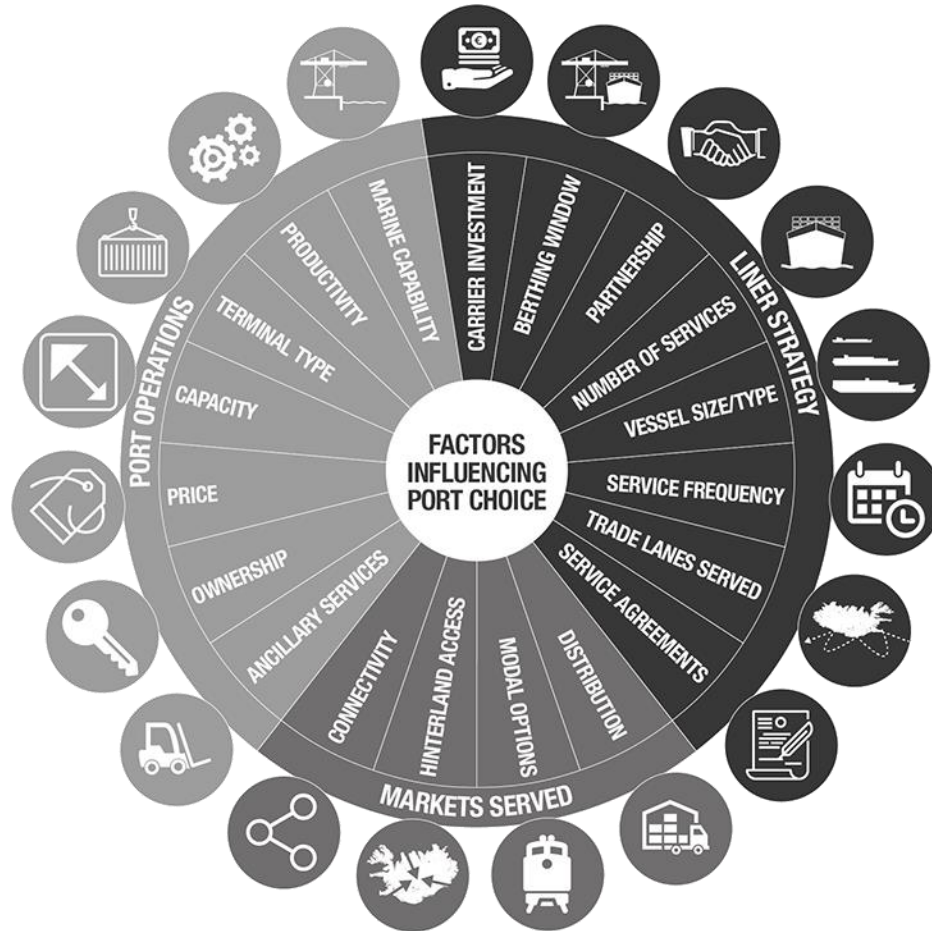 FACTORS
INFLUENCING
PORT CHOICE
LINER STRATEGY
CARRIER INVESTMENT
BERTHING WINDOW
PARTNERSHIP
NUMBER OF SERVICES
VESSEL SIZE/TYPE
SERVICE FREQUENCY
TRADE LANES SERVED
SERVICE AGREEMENTS
MARKETS SERVED
DISTRIBUTION
MODAL OPTIONS
HINTERLAND ACCESS
CONNECTIVITY
PORT OPERATIONS
ANCILLARY SERVICES
OWNERSHIP
PRICE
CAPACITY
TERMINAL TYPE
PRODUCTIVITY
MARINE CAPABILITY
€